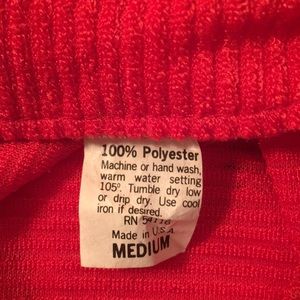 100% Polyester
Machine or hand wash,
warm water setting
105°. Tumble dry low
or drip dry. Use cool
iron if desired.
RN
Made in U.S.A
MEDIUM